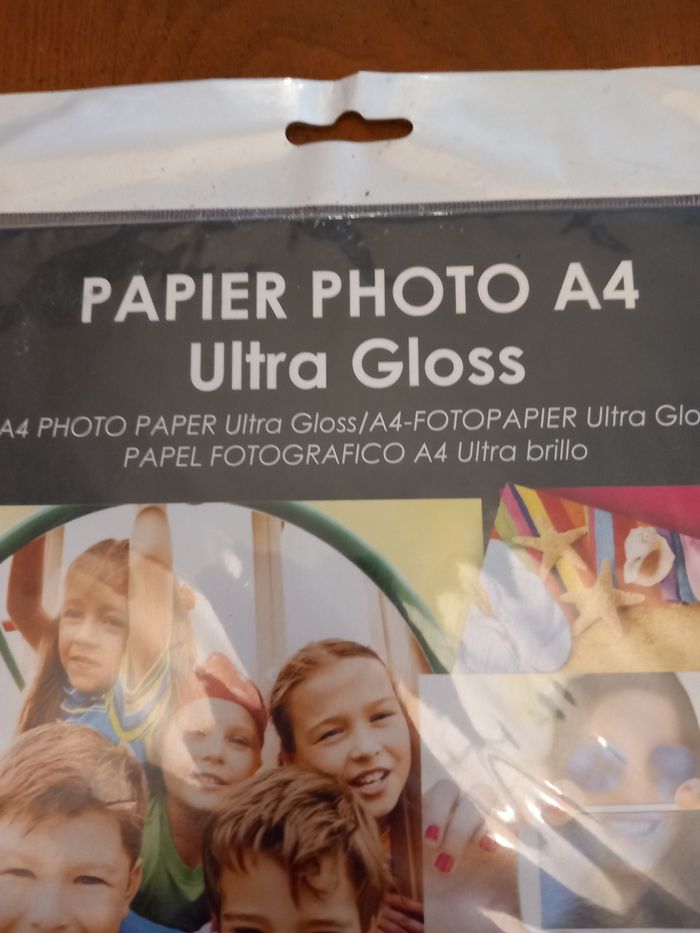 PAPIER PHOTO A4
Ultra Gloss
A4 PHOTO PAPER Ultra Gloss/A4-FOTOPAPIER Ultra Glo
PAPEL FOTOGRAFICO A4 Ultra brillo